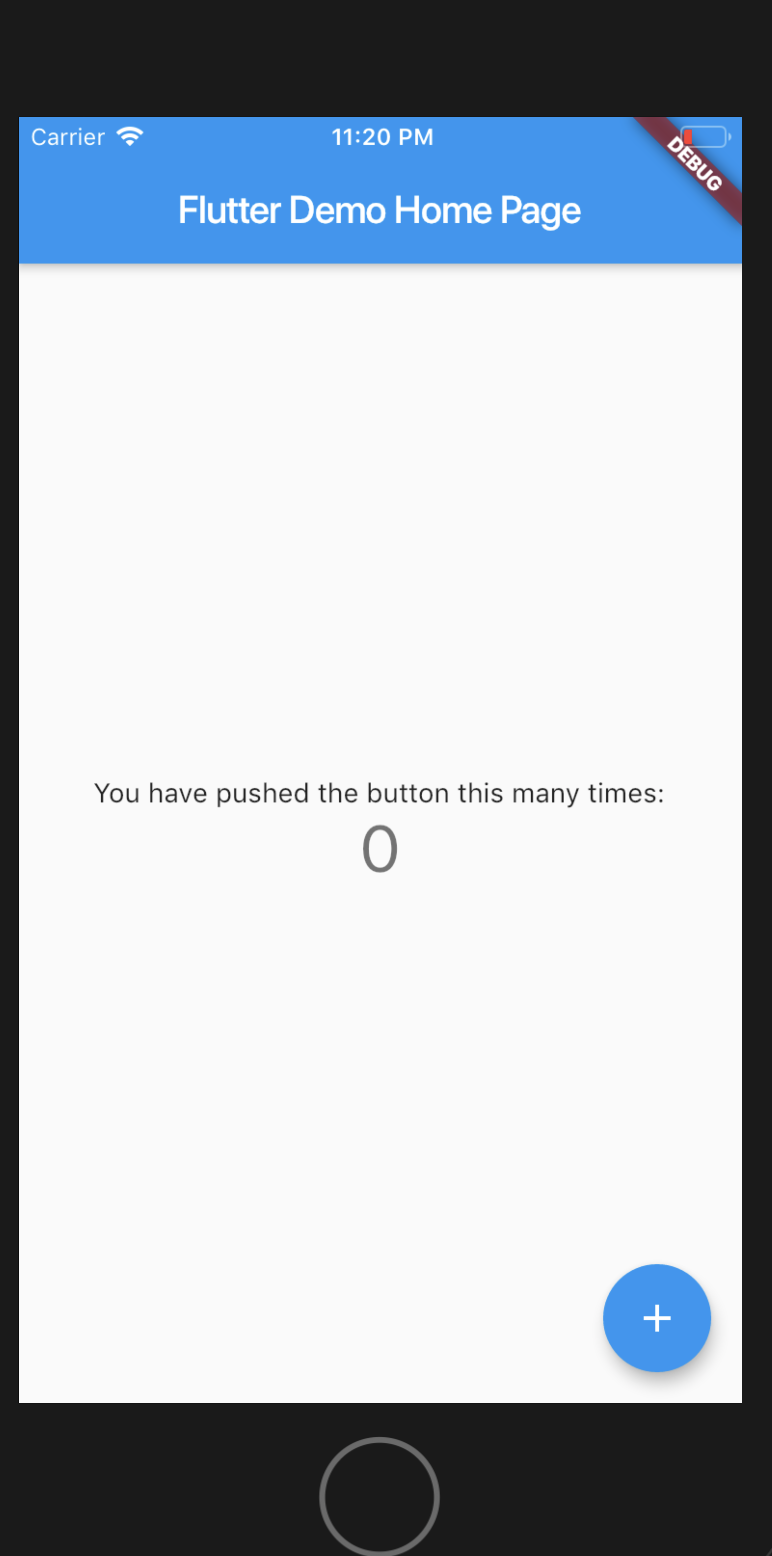 Carrier 11:20 PM
DEBUG
Flutter Demo Home Page
You have pushed the button this many times:
0
+